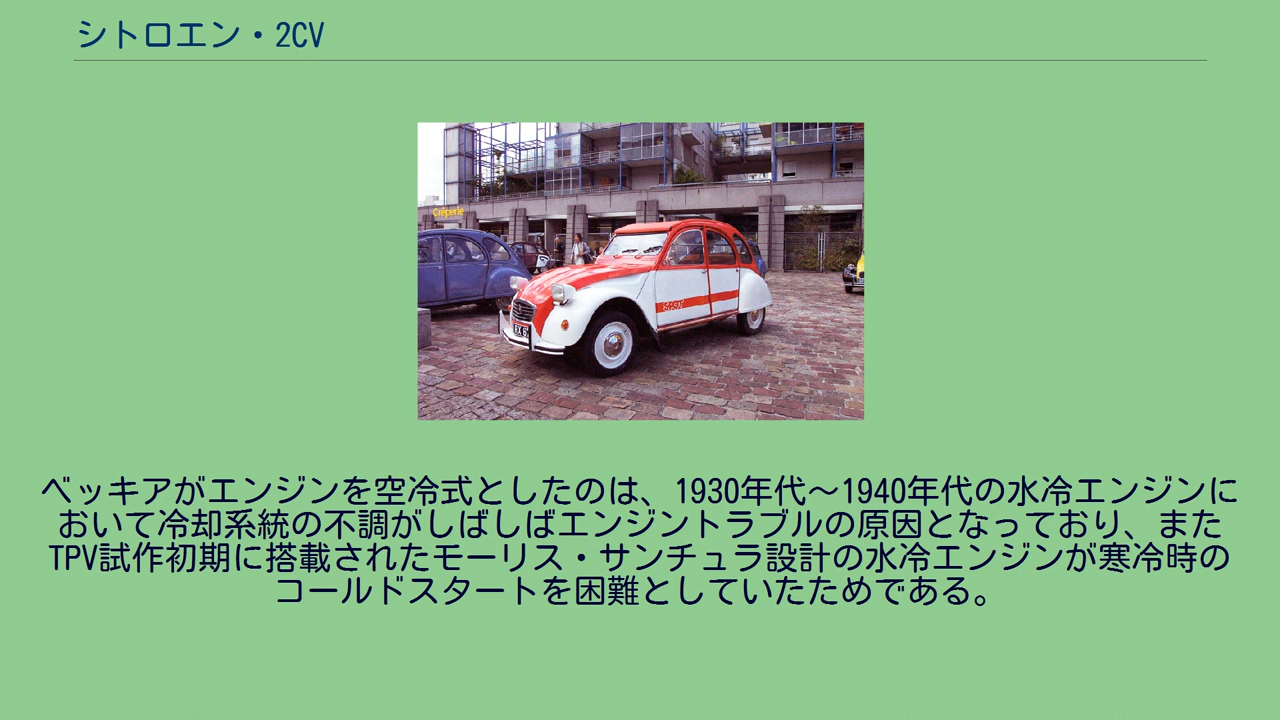 シトロエン・2CV
Crêperie
SPOT
ベッキアがエンジンを空冷式としたのは、1930年代～1940年代の水冷エンジンに
おいて冷却系統の不調がしばしばエンジントラブルの原因となっており、また
TPV試作初期に搭載されたモーリス・サンチュラ設計の水冷エンジンが寒冷時の
コールドスタートを困難としていたためである。